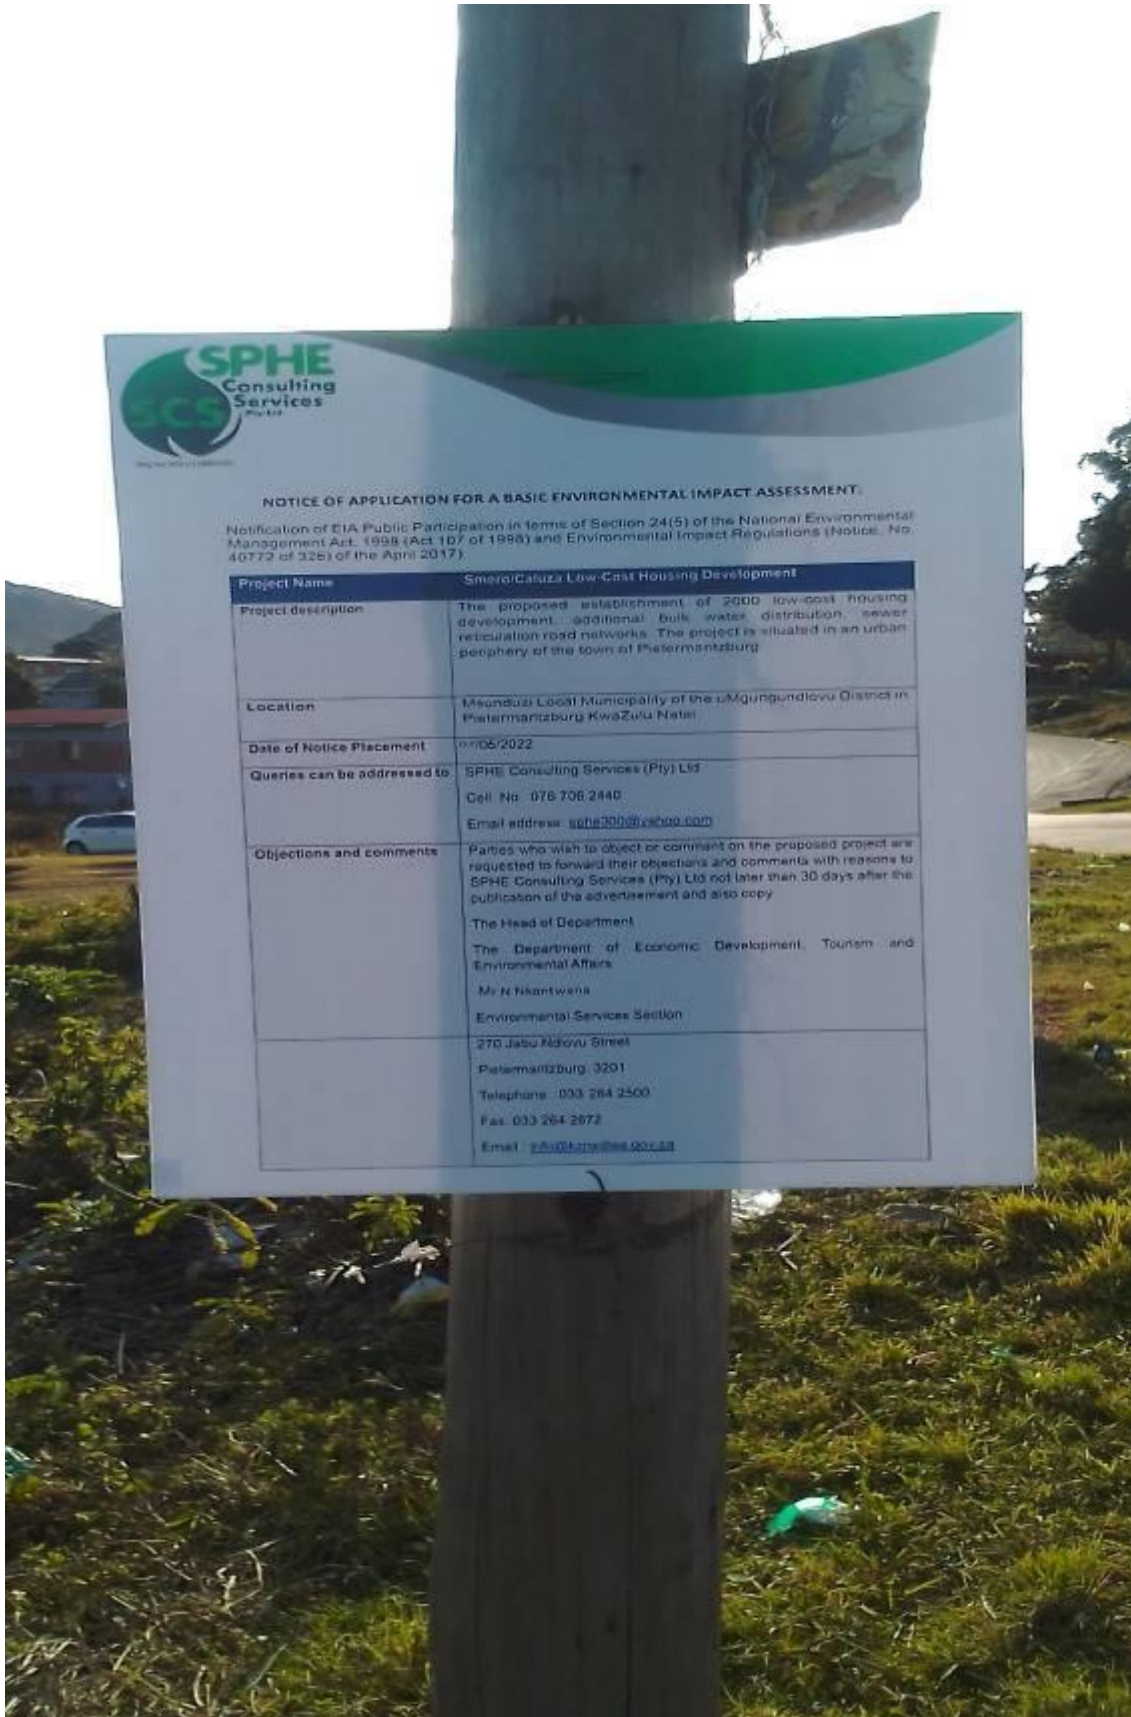 SPHE
Consulting
SCS
Services
Pty Ltd
NOTICE OF APPLICATION FOR A BASIC ENVIRONMENTAL IMPACT ASSESSMENT:
Notification of EIA Public Participation in terms of Section 24(5) of the National Environmental
Management Act, 1998 (Act 107 of 1998) and Environmental Impact Regulations (Notice, No
40772 of 326) of the April 2017)
Project Name Smero/Caluza Low-Cost Housing Development
Project description The proposed establishment of 2000 low-cost housing
development, additional bulk water distribution, sewer
reticulation road networks. The project is situated in an urban
periphery of the town of Pietermaritzburg
Location Msunduzi Local Municipality of the uMgungundlovu District in
Pietermaritzburg KwaZulu Natal
Date of Notice Placement /05/2022
Queries can be addressed to SPHE Consulting Services (Pty) Ltd
Cell. No. 076 706 2440
Email address: sphe300@yahoo.com
Objections and comments Parties who wish to object or comment on the proposed project are
requested to forward their objections and comments with reasons to
SPHE Consulting Services (Pty) Ltd not later than 30 days after the
publication of the advertisement and also copy
The Head of Department
The Department of Economic Development, Tourism and
Environmental Affairs
Mr N Nkontwana
Environmental Services Section
270 Jabu Ndlovu Street
Pietermaritzburg, 3201
Telephone : 033 264 2500
Fax: 033 264 2672
Email :